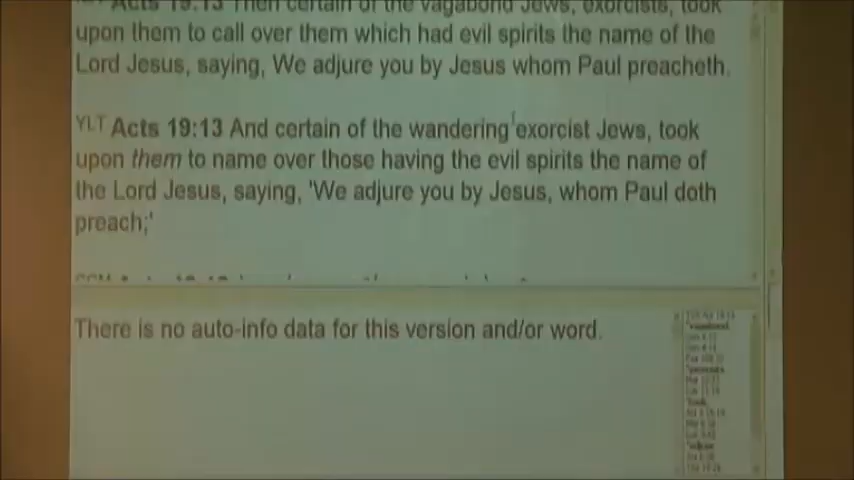 Acts 19:13 Then certain of the vagabond Jews, exorcists, took
upon them to call over them which had evil spirits the name of the
Lord Jesus, saying, We adjure you by Jesus whom Paul preacheth.
YLT Acts 19:13 And certain of the wandering exorcist Jews, took
upon them to name over those having the evil spirits the name of
the Lord Jesus, saying, 'We adjure you by Jesus, whom Paul doth
preach;'
There is no auto-info data for this version and/or word.